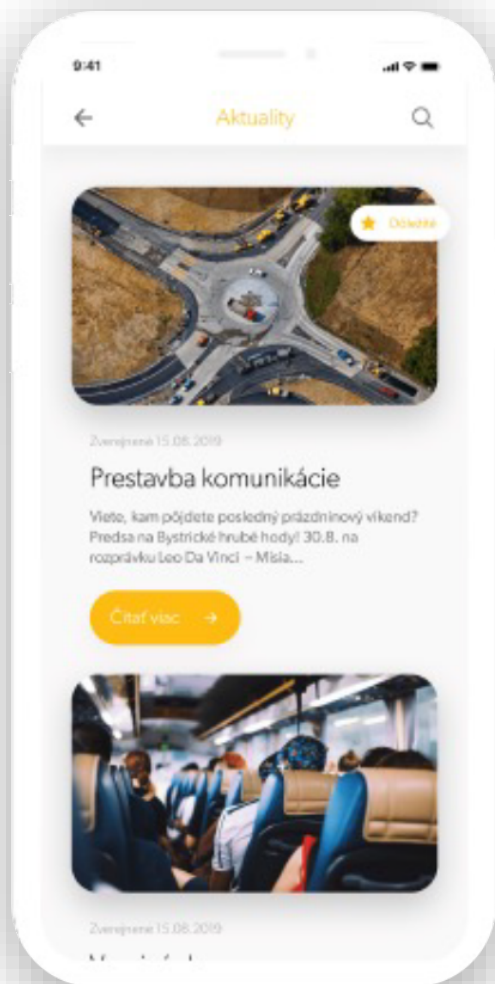 9:41
Aktuality
Dôležité
Zverejnené 15.08. 2019
Prestavba komunikácie
Viete, kam pôjdete posledný prázdninový víkend?
Predsa na Bystrické hrubé hody! 30.8. na
rozprávku Leo Da Vinci – Misia...
Čítať viac
Zverejnené 15.08. 2019